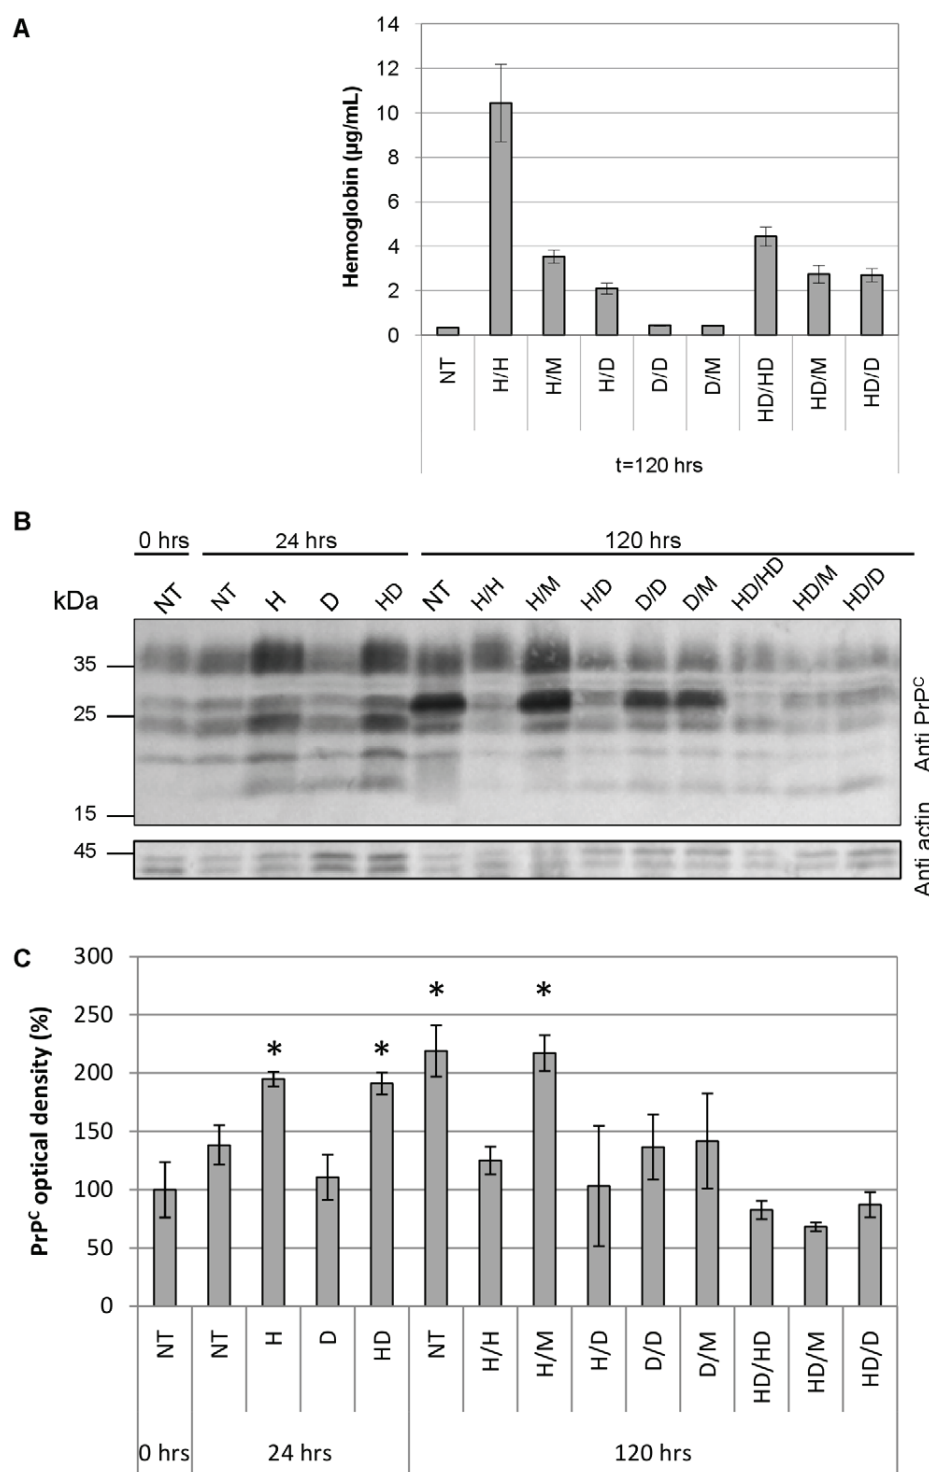 A
Hemoglobin (µg/mL)
14
12
10
8
6
4
2
0
NT
H/H
H/M
H/D
D/D
D/M
HD/HD
HD/M
HD/D
t=120 hrs
B
0 hrs 24 hrs 120 hrs
kDa NT NT H D HD NT H/H H/M H/D D/D D/M HD/HD HD/M HD/D
35
25
15
45
Anti PrPᶜ
Anti actin
C
PrPᶜ optical density (%)
300
250
200
150
100
50
0
* * * *
NT NT H D HD NT H/H H/M H/D D/D D/M HD/HD HD/M HD/D
0 hrs 24 hrs 120 hrs